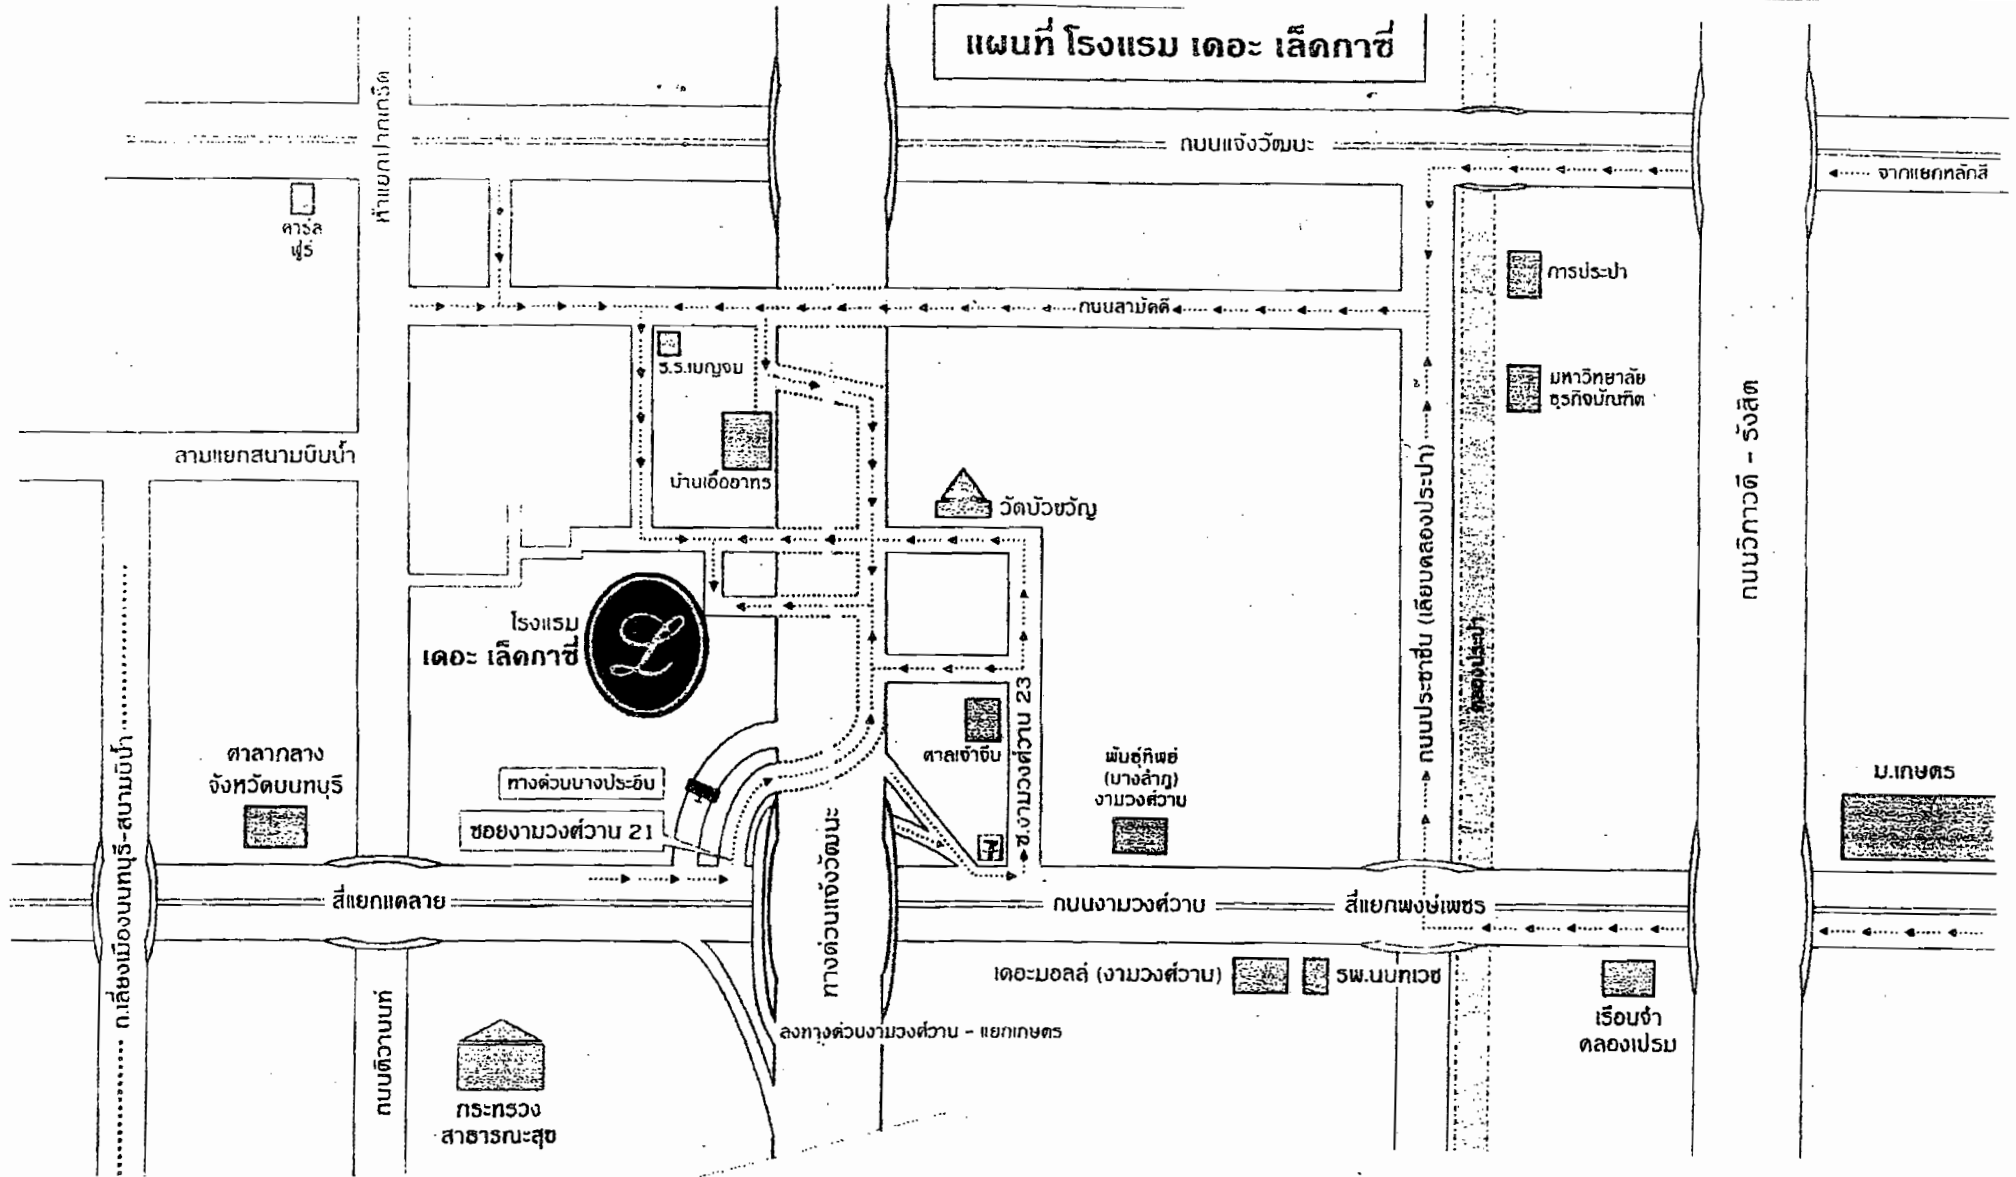 แผนที่ โรงแรม เดอะ เล็คกาซี่
ห้าแยกปากเกร็ด
ถนนแจ้งวัฒนะ
จากแยกหลักสี่
คาร์ล
ฟูร์
การประปา
ถนนสามัคคี
ร.ร.เบญจม
มหาวิทยาลัย
ธุรกิจบัณฑิต
ถนนวิภาวดี - รังสิต
สามแยกสนามบินน้ำ
บ้านเอื้ออาทร
วัดบัวขวัญ
ถนนประชาชื่น (เลียบคลองประปา)
คลองประปา
โรงแรม
เดอะ เล็คกาซี่
L
ซ.งามวงศ์วาน 23
ศาลเจ้าจีน
ศาลากลาง
จังหวัดนนทบุรี
ทางด่วนบางปะอิน
ซอยงามวงศ์วาน 21
พันธุ์ทิพย์
(บางลำภู)
งามวงศ์วาน
ม.เกษตร
7
ถ.เลี่ยงเมืองนนทบุรี-สนามบินน้ำ
สี่แยกแคลาย
ทางด่วนแจ้งวัฒนะ
ถนนงามวงศ์วาน
สี่แยกพงษ์เพชร
เดอะมอลล์ (งามวงศ์วาน)
รพ.นนทเวช
ถนนติวานนท์
ลงทางด่วนงามวงศ์วาน - แยกเกษตร
เรือนจำ
คลองเปรม
กระทรวง
สาธารณะสุข